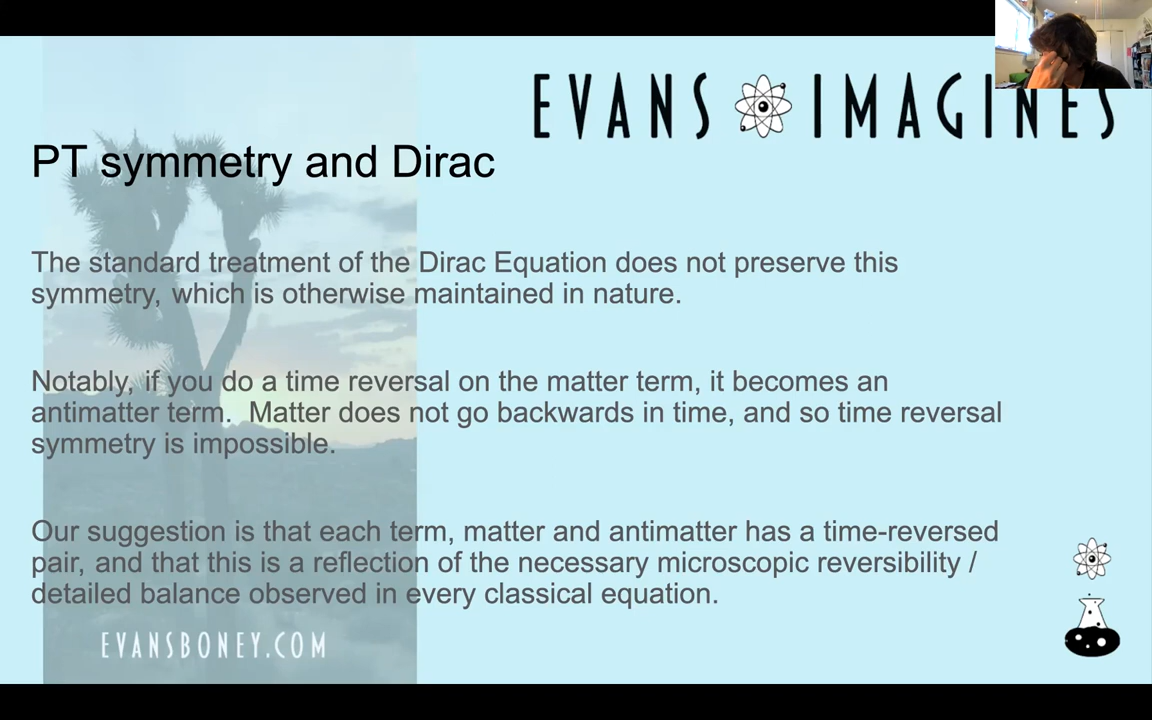 EVANS IMAGINES
PT symmetry and Dirac
The standard treatment of the Dirac Equation does not preserve this
symmetry, which is otherwise maintained in nature.
Notably, if you do a time reversal on the matter term, it becomes an
antimatter term.  Matter does not go backwards in time, and so time reversal
symmetry is impossible.
Our suggestion is that each term, matter and antimatter has a time-reversed
pair, and that this is a reflection of the necessary microscopic reversibility /
detailed balance observed in every classical equation.
EVANSBONEY.COM